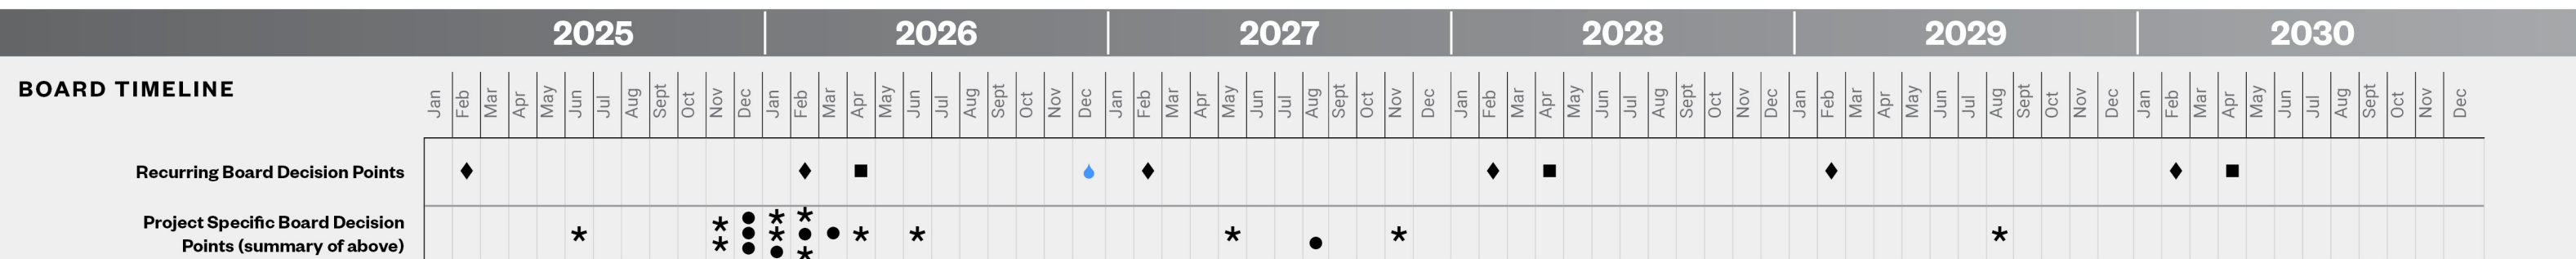 2025 2026 2027 2028 2029 2030
BOARD TIMELINE
Jan Feb Mar Apr May Jun Jul Aug Sept Oct Nov Dec Jan Feb Mar Apr May Jun Jul Aug Sept Oct Nov Dec Jan Feb Mar Apr May Jun Jul Aug Sept Oct Nov Dec Jan Feb Mar Apr May Jun Jul Aug Sept Oct Nov Dec Jan Feb Mar Apr May Jun Jul Aug Sept Oct Nov Dec Jan Feb Mar Apr May Jun Jul Aug Sept Oct Nov Dec
Recurring Board Decision Points
Project Specific Board Decision
Points (summary of above)